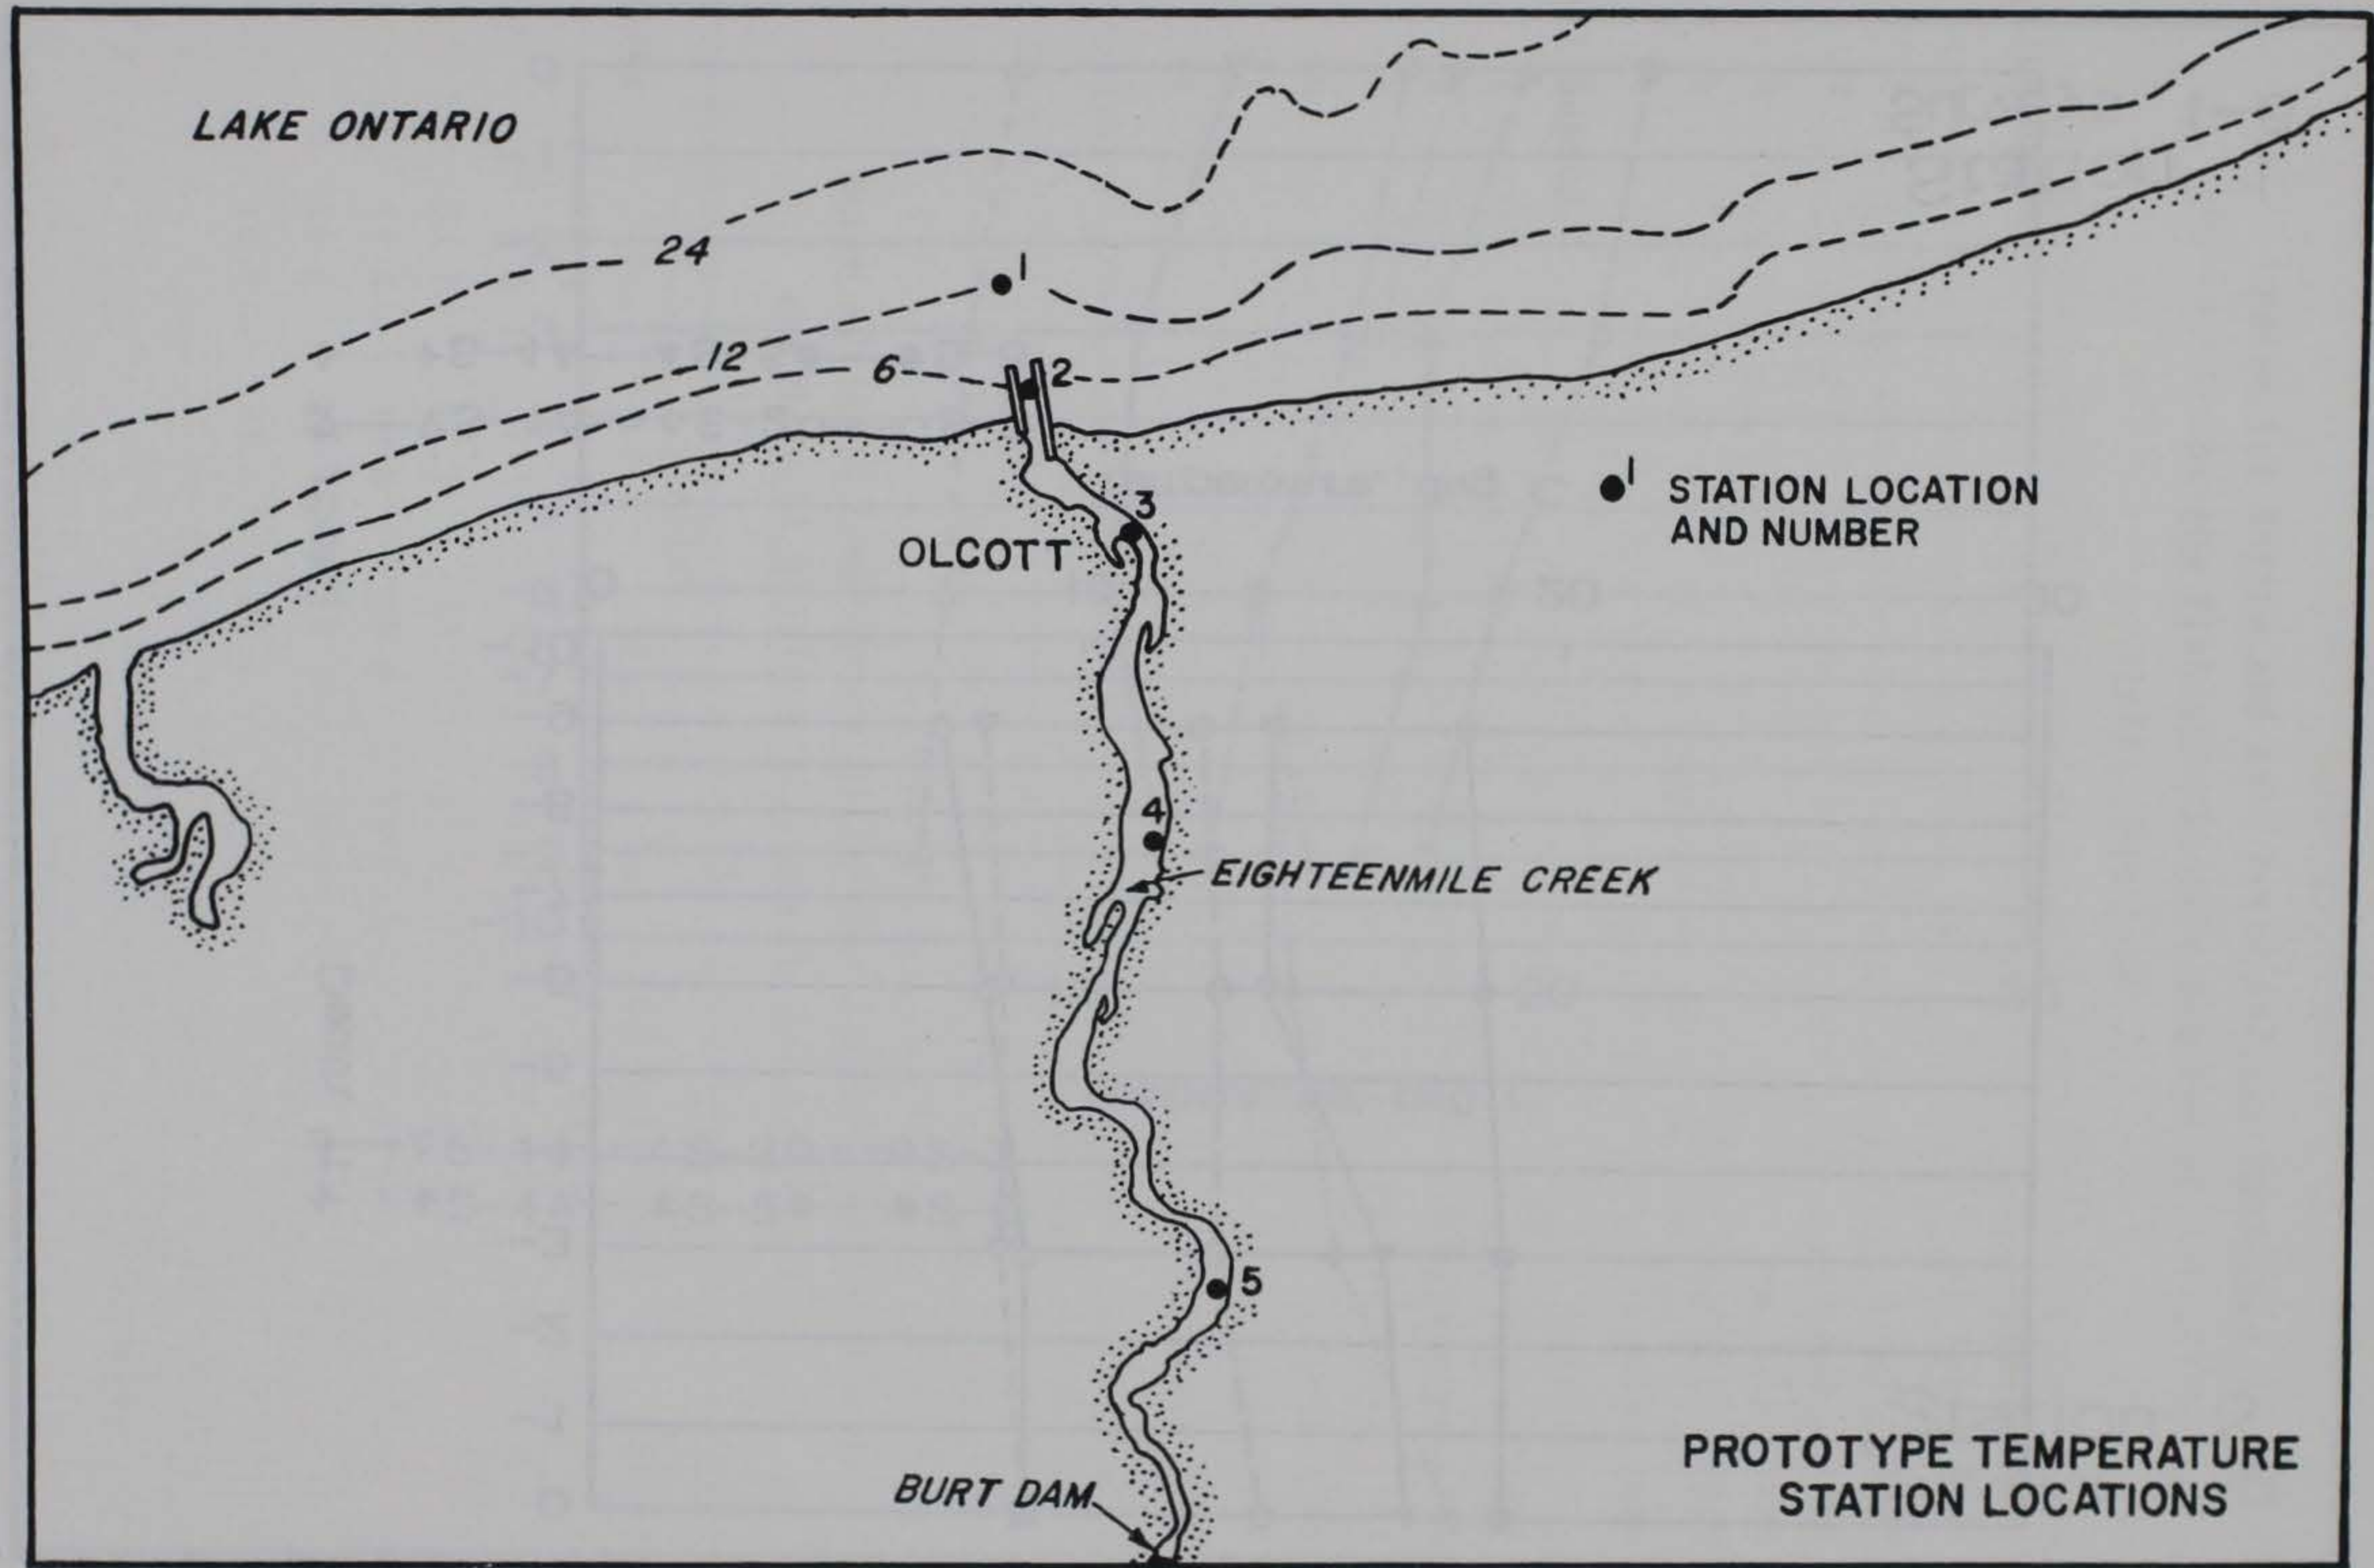 LAKE ONTARIO
24
1
12
6
2
3
OLCOTT
1 STATION LOCATION
AND NUMBER
4
EIGHTEENMILE CREEK
5
BURT DAM
PROTOTYPE TEMPERATURE
STATION LOCATIONS